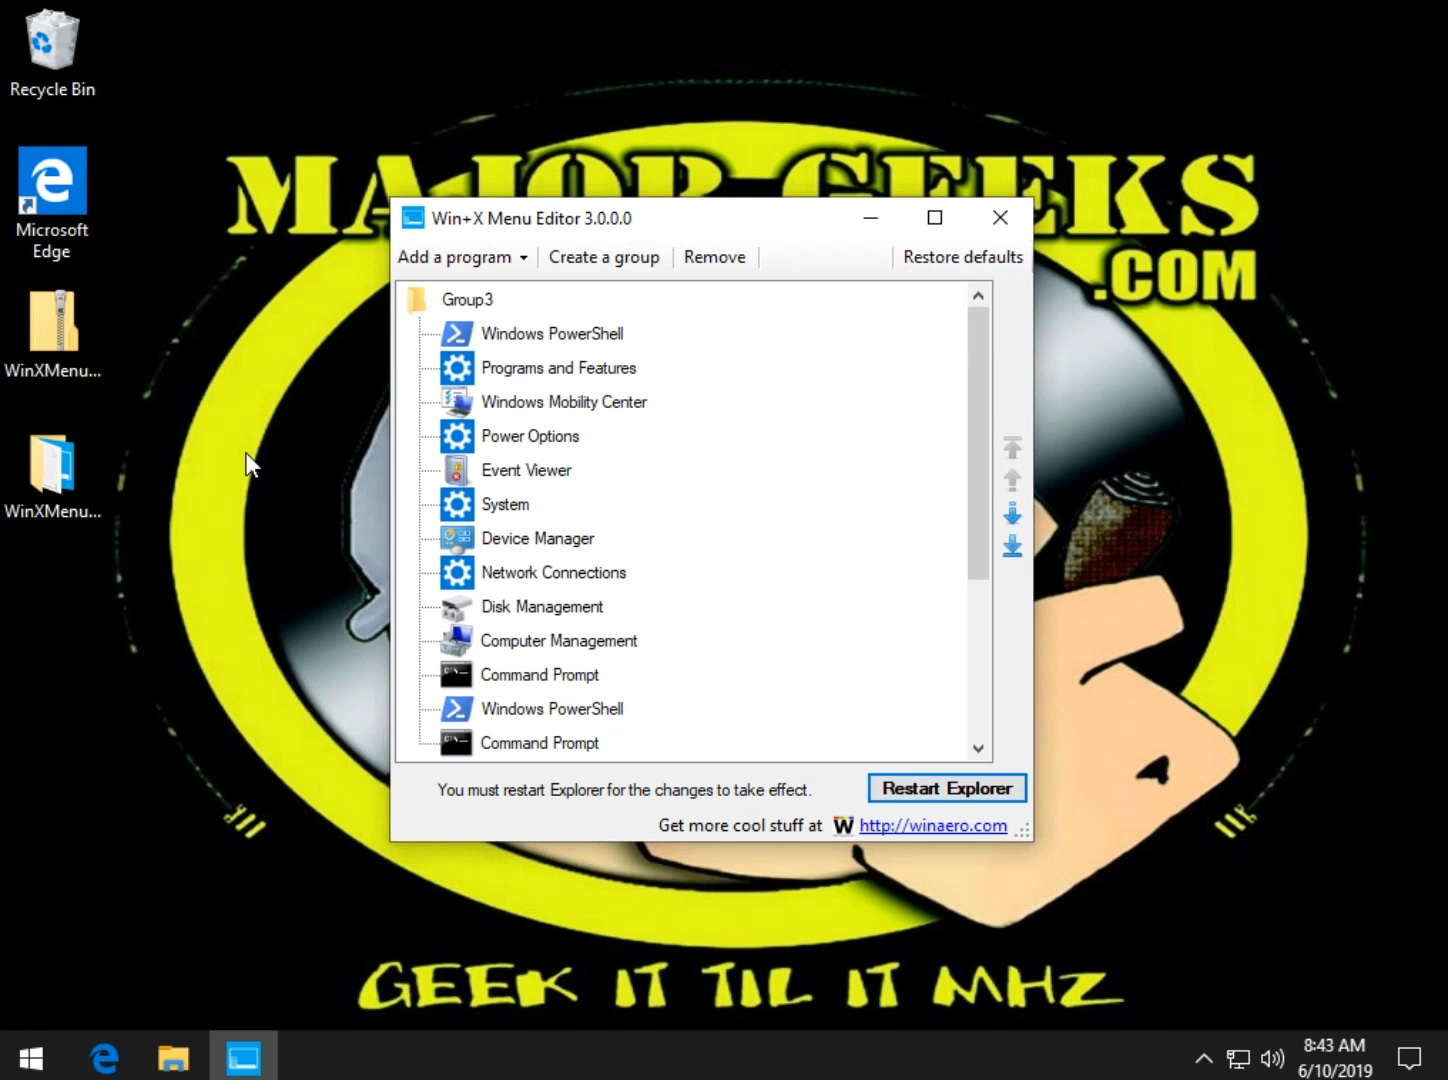 Recycle Bin
Microsoft
Edge
WinXMenu...
WinXMenu...
MAJOR GEEKS
.COM
Win+X Menu Editor 3.0.0.0
Add a program
Create a group
Remove
Restore defaults
Group3
Windows PowerShell
Programs and Features
Windows Mobility Center
Power Options
Event Viewer
System
Device Manager
Network Connections
Disk Management
Computer Management
Command Prompt
Windows PowerShell
Command Prompt
You must restart Explorer for the changes to take effect.
Restart Explorer
Get more cool stuff at W http://winaero.com
GEEK IT TIL IT MHZ
8:43 AM
6/10/2019